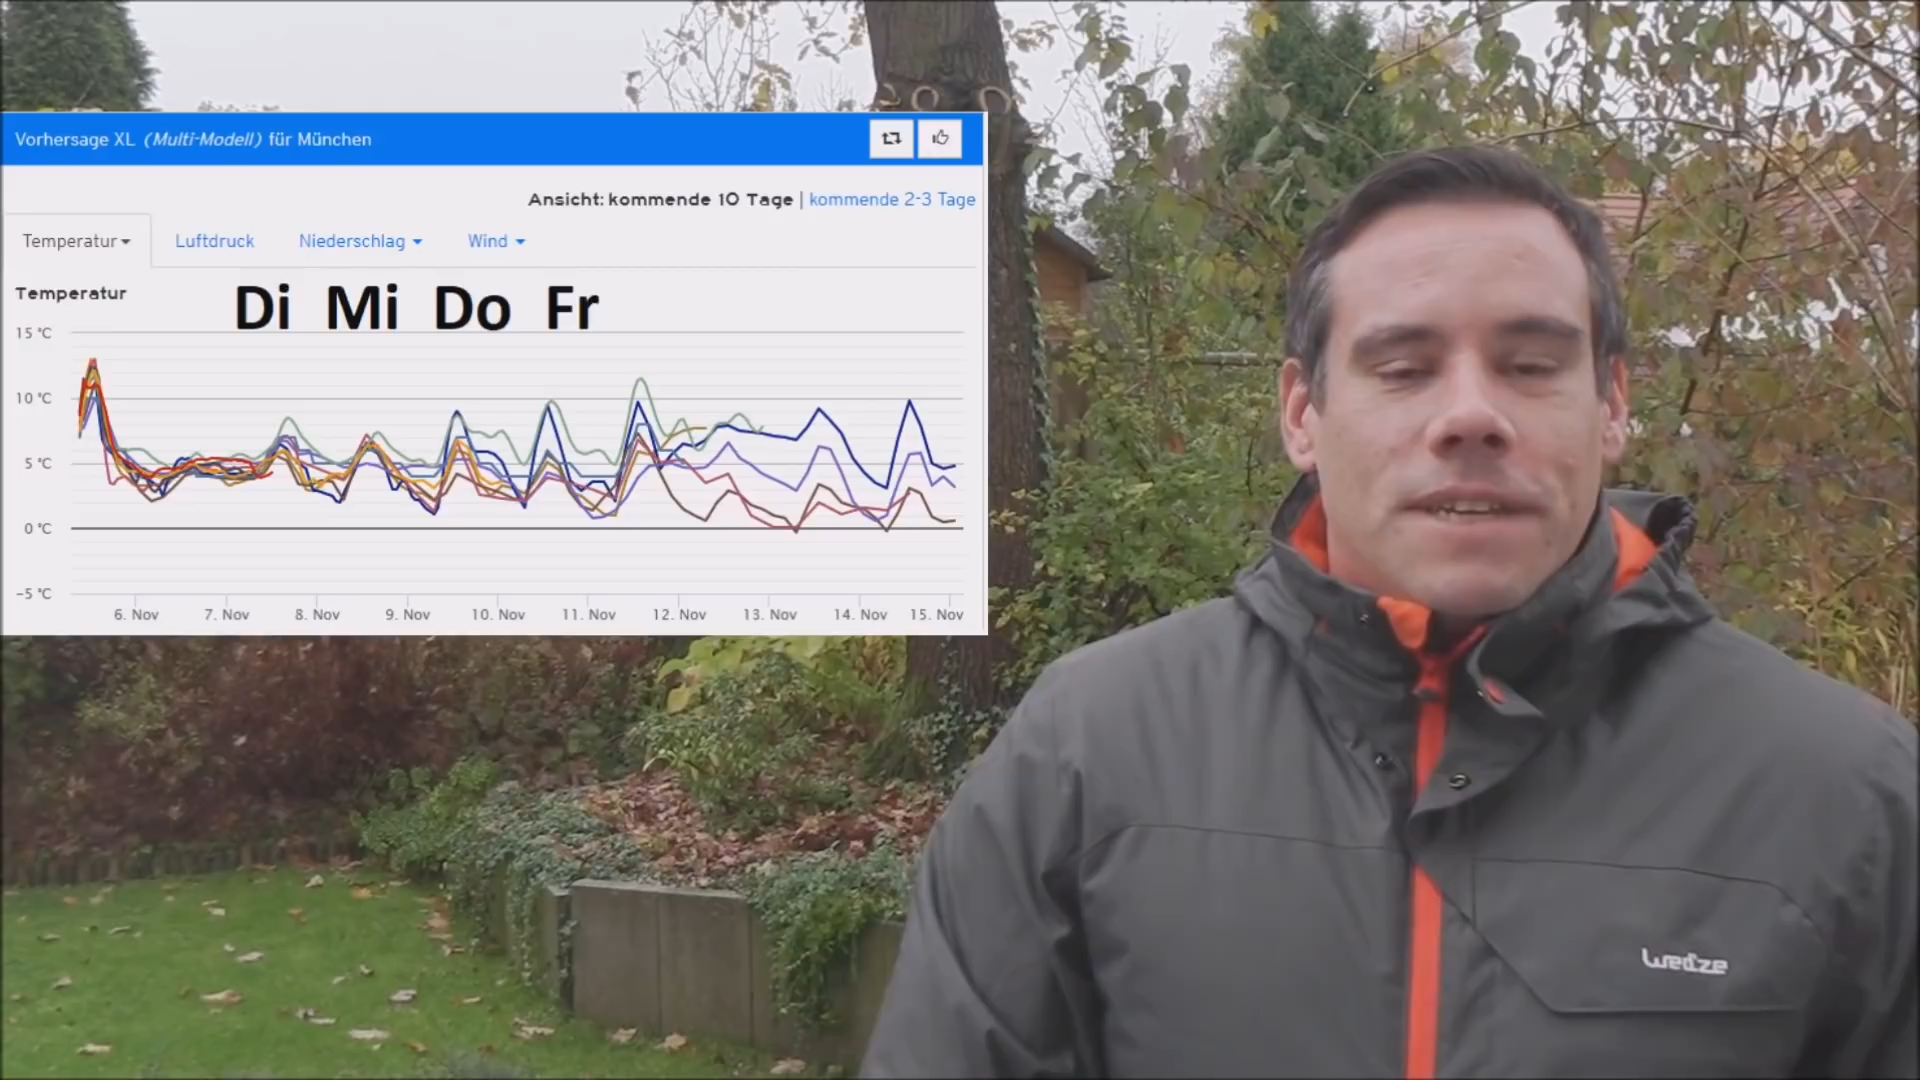 Vorhersage XL (Multi-Modell) für München
Ansicht: kommende 10 Tage | kommende 2-3 Tage
Temperatur Luftdruck Niederschlag Wind
Temperatur
Di Mi Do Fr
15 °C
10 °C
5 °C
0 °C
-5 °C
6. Nov 7. Nov 8. Nov 9. Nov 10. Nov 11. Nov 12. Nov 13. Nov 14. Nov 15. Nov
wedze